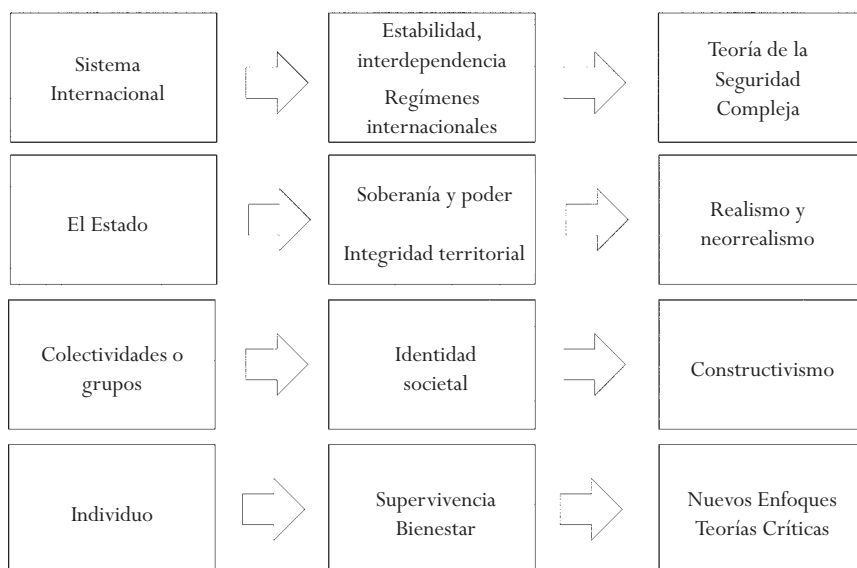 Sistema
Internacional
Estabilidad,
interdependencia
Regímenes
internacionales
Teoría de la
Seguridad
Compleja
El Estado
Soberanía y poder
Integridad territorial
Realismo y
neorrealismo
Colectividades o
grupos
Identidad
societal
Constructivismo
Individuo
Supervivencia
Bienestar
Nuevos Enfoques
Teorías Críticas